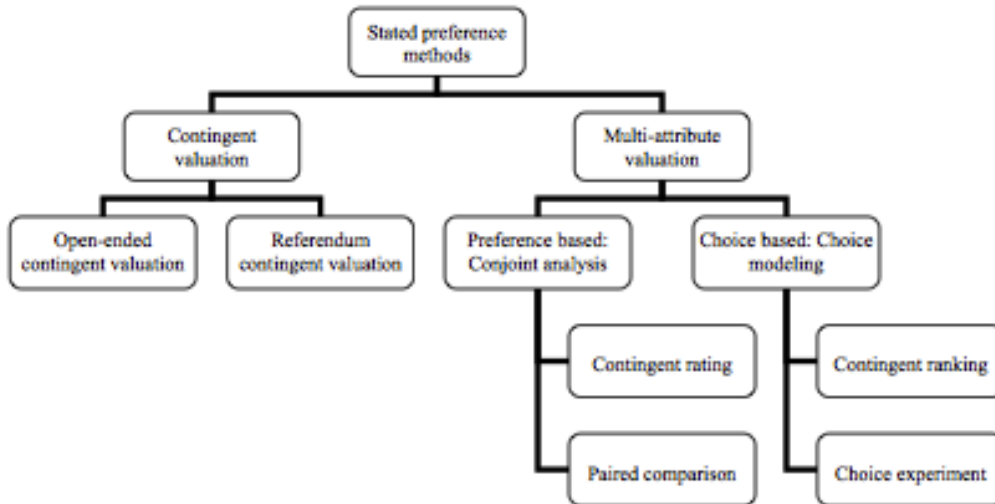 Stated preference
methods
Contingent
valuation
Multi-attribute
valuation
Open-ended
contingent valuation
Referendum
contingent valuation
Preference based:
Conjoint analysis
Choice based: Choice
modeling
Contingent rating
Contingent ranking
Paired comparison
Choice experiment